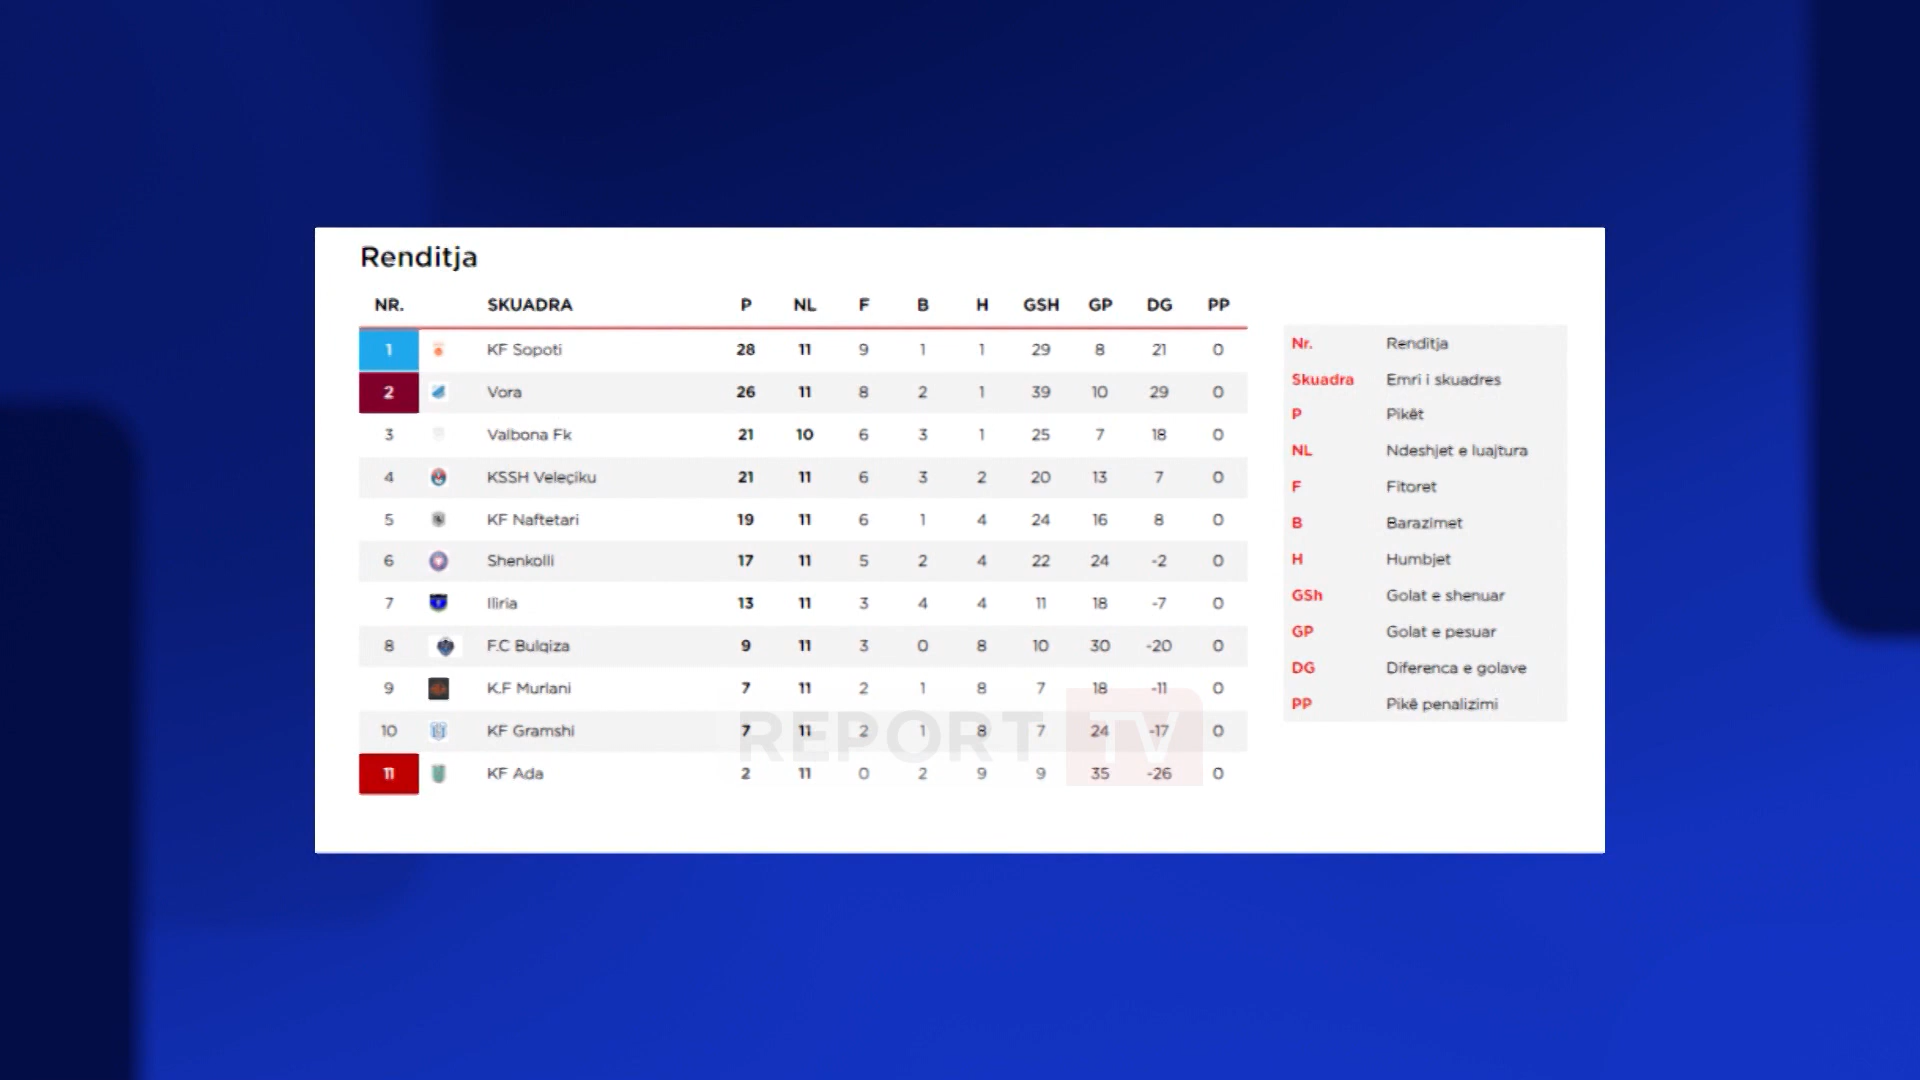 Renditja
NR. SKUADRA P NL F B H GSH GP DG PP
1 KF Sopoti 28 11 9 1 1 29 8 21 0
2 Vora 26 11 8 2 1 39 10 29 0
3 Valbona Fk 21 10 6 3 1 25 7 18 0
4 KSSH Veleçiku 21 11 6 3 2 20 13 7 0
5 KF Naftetari 19 11 6 1 4 24 16 8 0
6 Shenkolli 17 11 5 2 4 22 24 -2 0
7 Iliria 13 11 3 4 4 11 18 -7 0
8 F.C Bulqiza 9 11 3 0 8 10 30 -20 0
9 K.F Murlani 7 11 2 1 8 7 18 -11 0
10 KF Gramshi 7 11 2 1 8 7 24 -17 0
11 KF Ada 2 11 0 2 9 9 35 -26 0
REPORT TV
Nr. Renditja
Skuadra Emri i skuadres
P Pikët
NL Ndeshjet e luajtura
F Fitoret
B Barazimet
H Humbjet
GSh Golat e shenuar
GP Golat e pesuar
DG Diferenca e golave
PP Pikë penalizimi